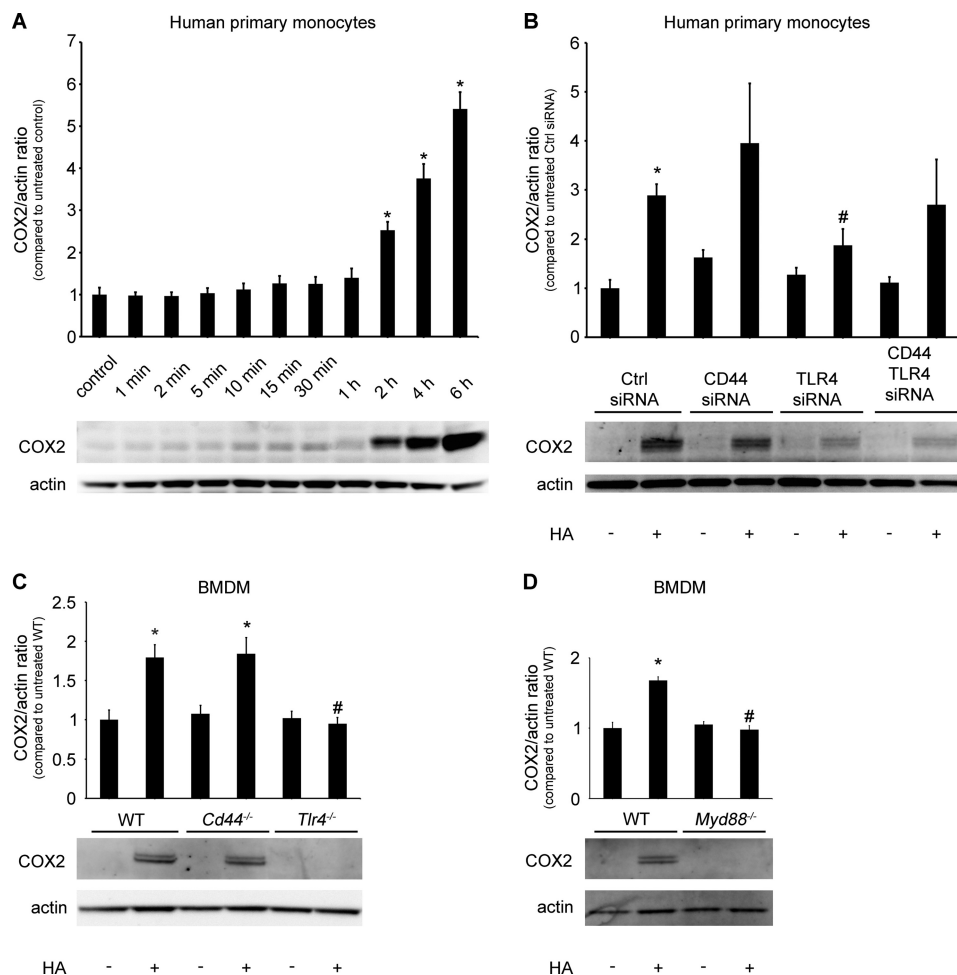 A
Human primary monocytes
COX2/actin ratio
(compared to untreated control)
7
6
5
4
3
2
1
0
* * *
control 1 min 2 min 5 min 10 min 15 min 30 min 1 h 2 h 4 h 6 h
COX2
actin
B
Human primary monocytes
COX2/actin ratio
(compared to untreated Ctrl siRNA)
6
5
4
3
2
1
0
* #
Ctrl
siRNA
CD44
siRNA
TLR4
siRNA
CD44
TLR4
siRNA
COX2
actin
HA - + - + - + - +
C
BMDM
COX2/actin ratio
(compared to untreated WT)
2.5
2
1.5
1
0.5
0
* * #
WT Cd44-/- Tlr4-/-
COX2
actin
HA - + - + - +
D
BMDM
COX2/actin ratio
(compared to untreated WT)
2
1
0
* #
WT Myd88-/-
COX2
actin
HA - + - +